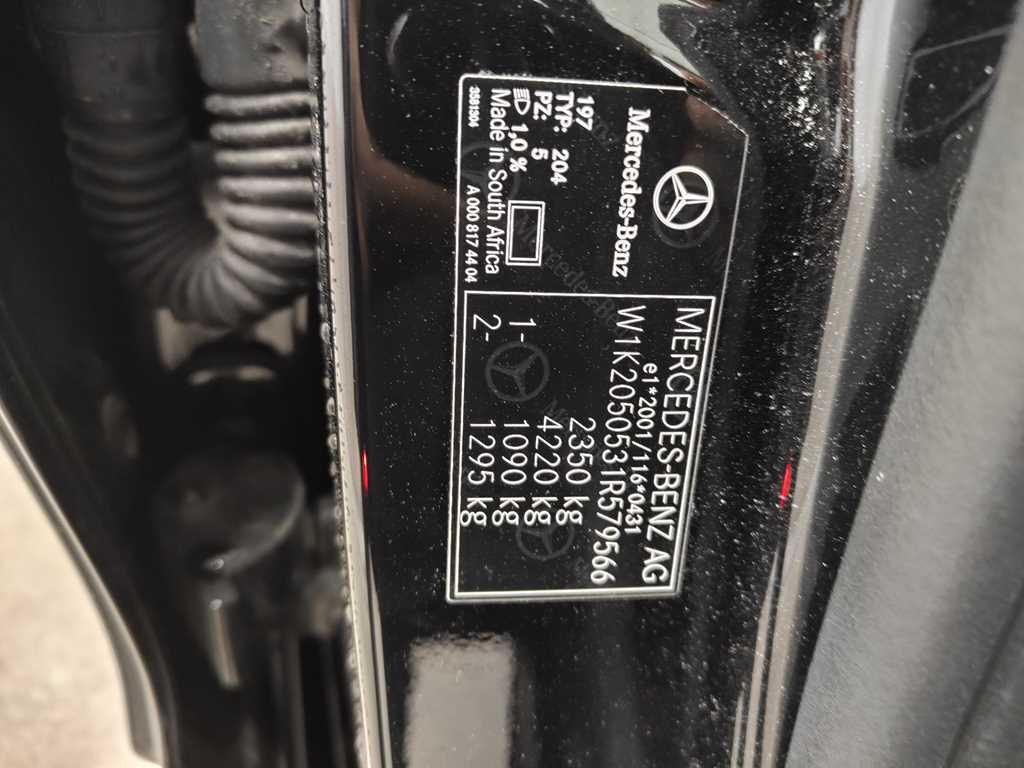 Mercedes-Benz
197
TYP: 204
PZ: 5
1,0 %
Made in South Africa
3581304 A 000 817 44 04
MERCEDES-BENZ AG
e1*2001/116*0431
W1K2050531R579566
2350 kg
4220 kg
1- 1090 kg
2- 1295 kg